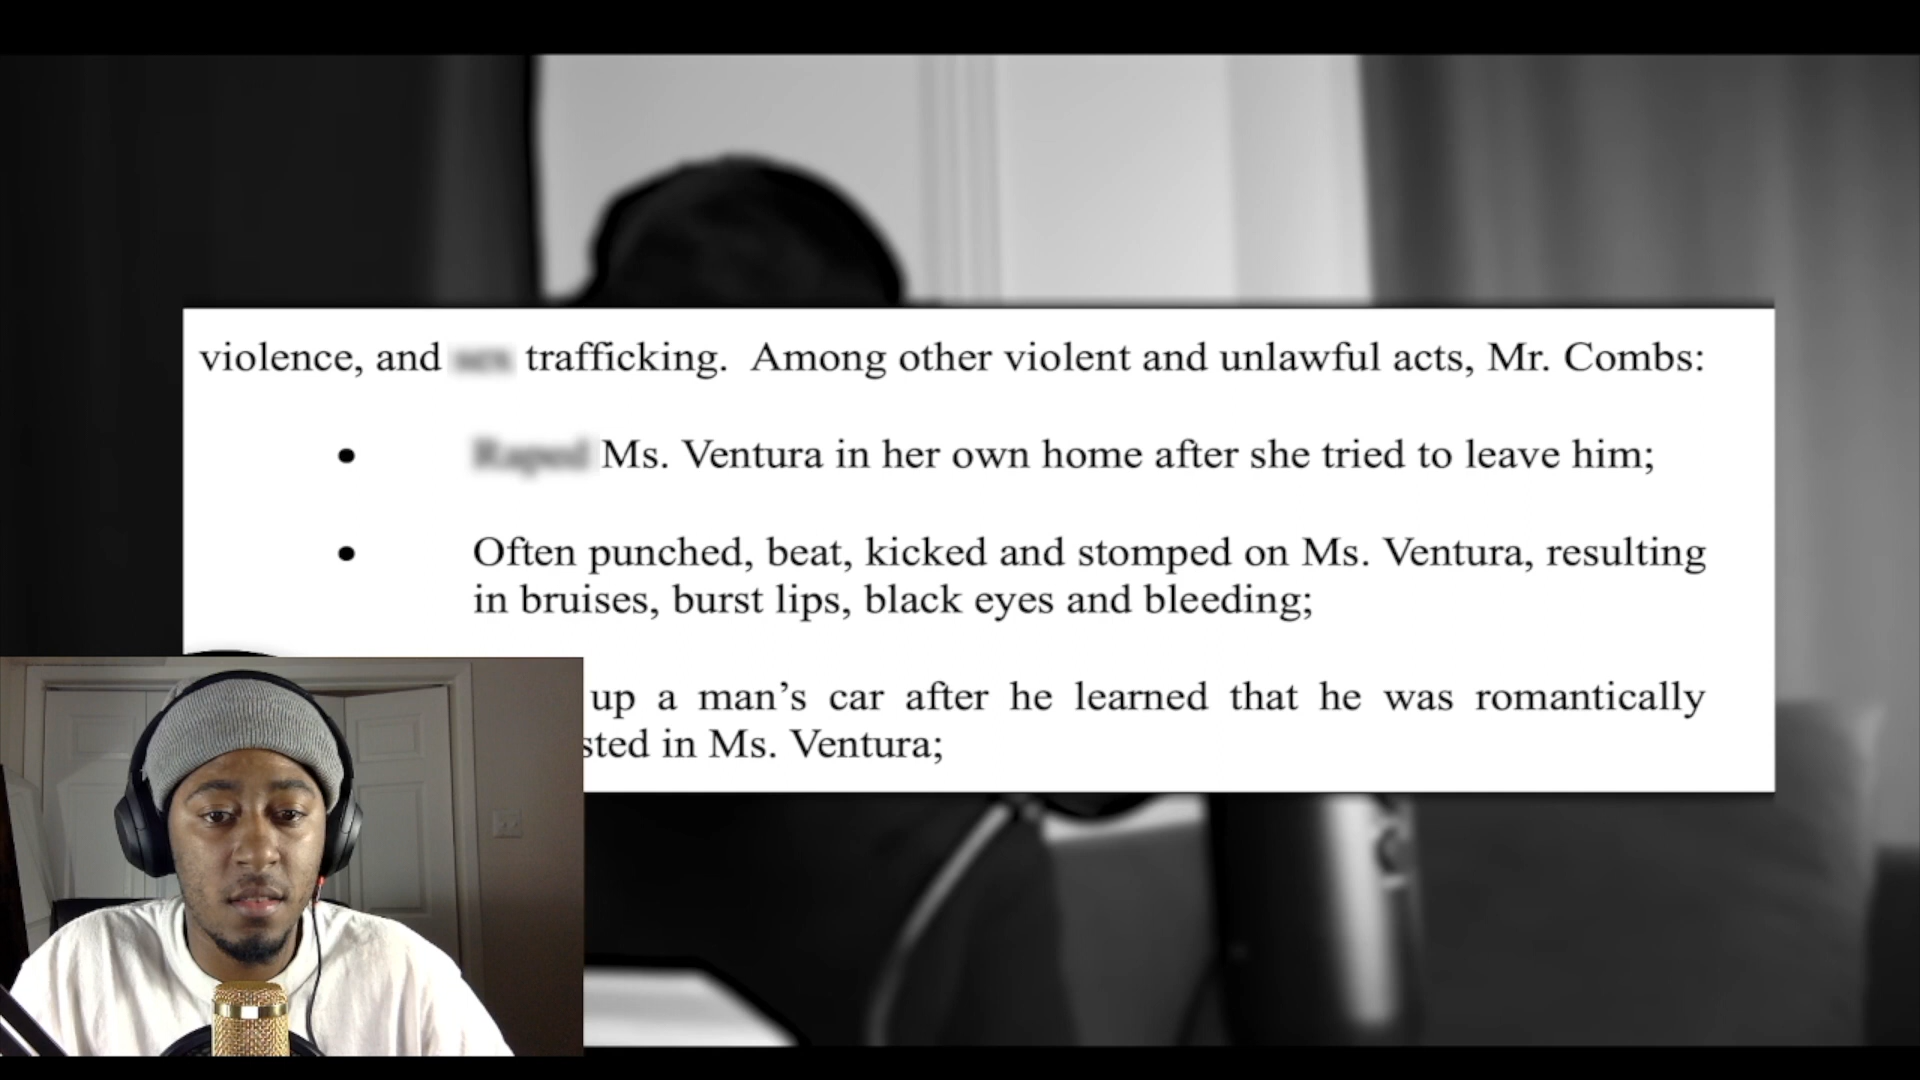 violence, and sex trafficking. Among other violent and unlawful acts, Mr. Combs:
• Raped Ms. Ventura in her own home after she tried to leave him;
• Often punched, beat, kicked and stomped on Ms. Ventura, resulting
in bruises, burst lips, black eyes and bleeding;
up a man’s car after he learned that he was romantically
sted in Ms. Ventura;